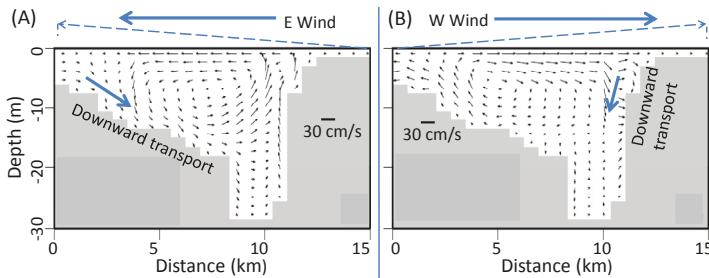 (A)
E Wind
0
-10
-20
-30
Depth (m)
Downward transport
30 cm/s
0
5
10
15
Distance (km)
(B)
W Wind
30 cm/s
Downward
transport
0
5
10
15
Distance (km)